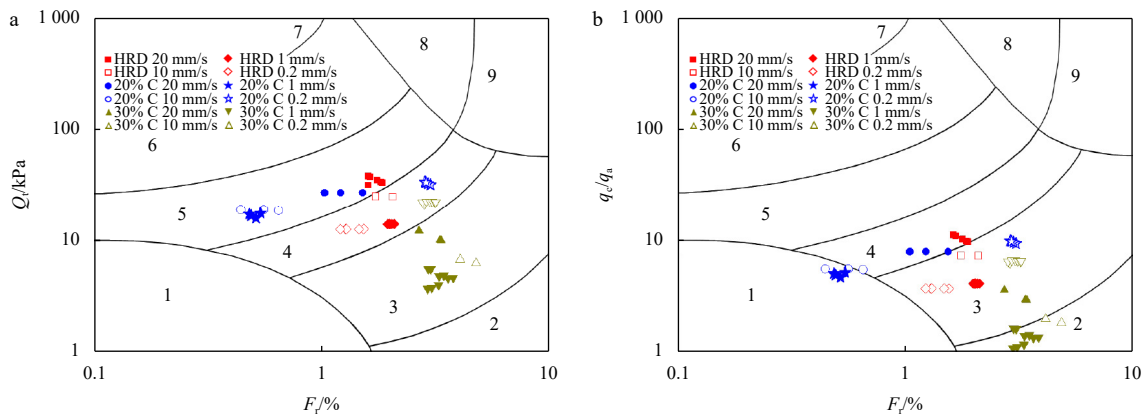 a
1 000
100
10
1
Q_t/kPa
7
8
9
HRD 20 mm/s HRD 1 mm/s
HRD 10 mm/s HRD 0.2 mm/s
20% C 20 mm/s 20% C 1 mm/s
20% C 10 mm/s 20% C 0.2 mm/s
30% C 20 mm/s 30% C 1 mm/s
30% C 10 mm/s 30% C 0.2 mm/s
6
5
4
1
3
2
0.1 1 10
F_r/%
b
1 000
100
10
1
q_c/q_a
7
8
9
HRD 20 mm/s HRD 1 mm/s
HRD 10 mm/s HRD 0.2 mm/s
20% C 20 mm/s 20% C 1 mm/s
20% C 10 mm/s 20% C 0.2 mm/s
30% C 20 mm/s 30% C 1 mm/s
30% C 10 mm/s 30% C 0.2 mm/s
6
5
4
1
3
2
0.1 1 10
F_r/%